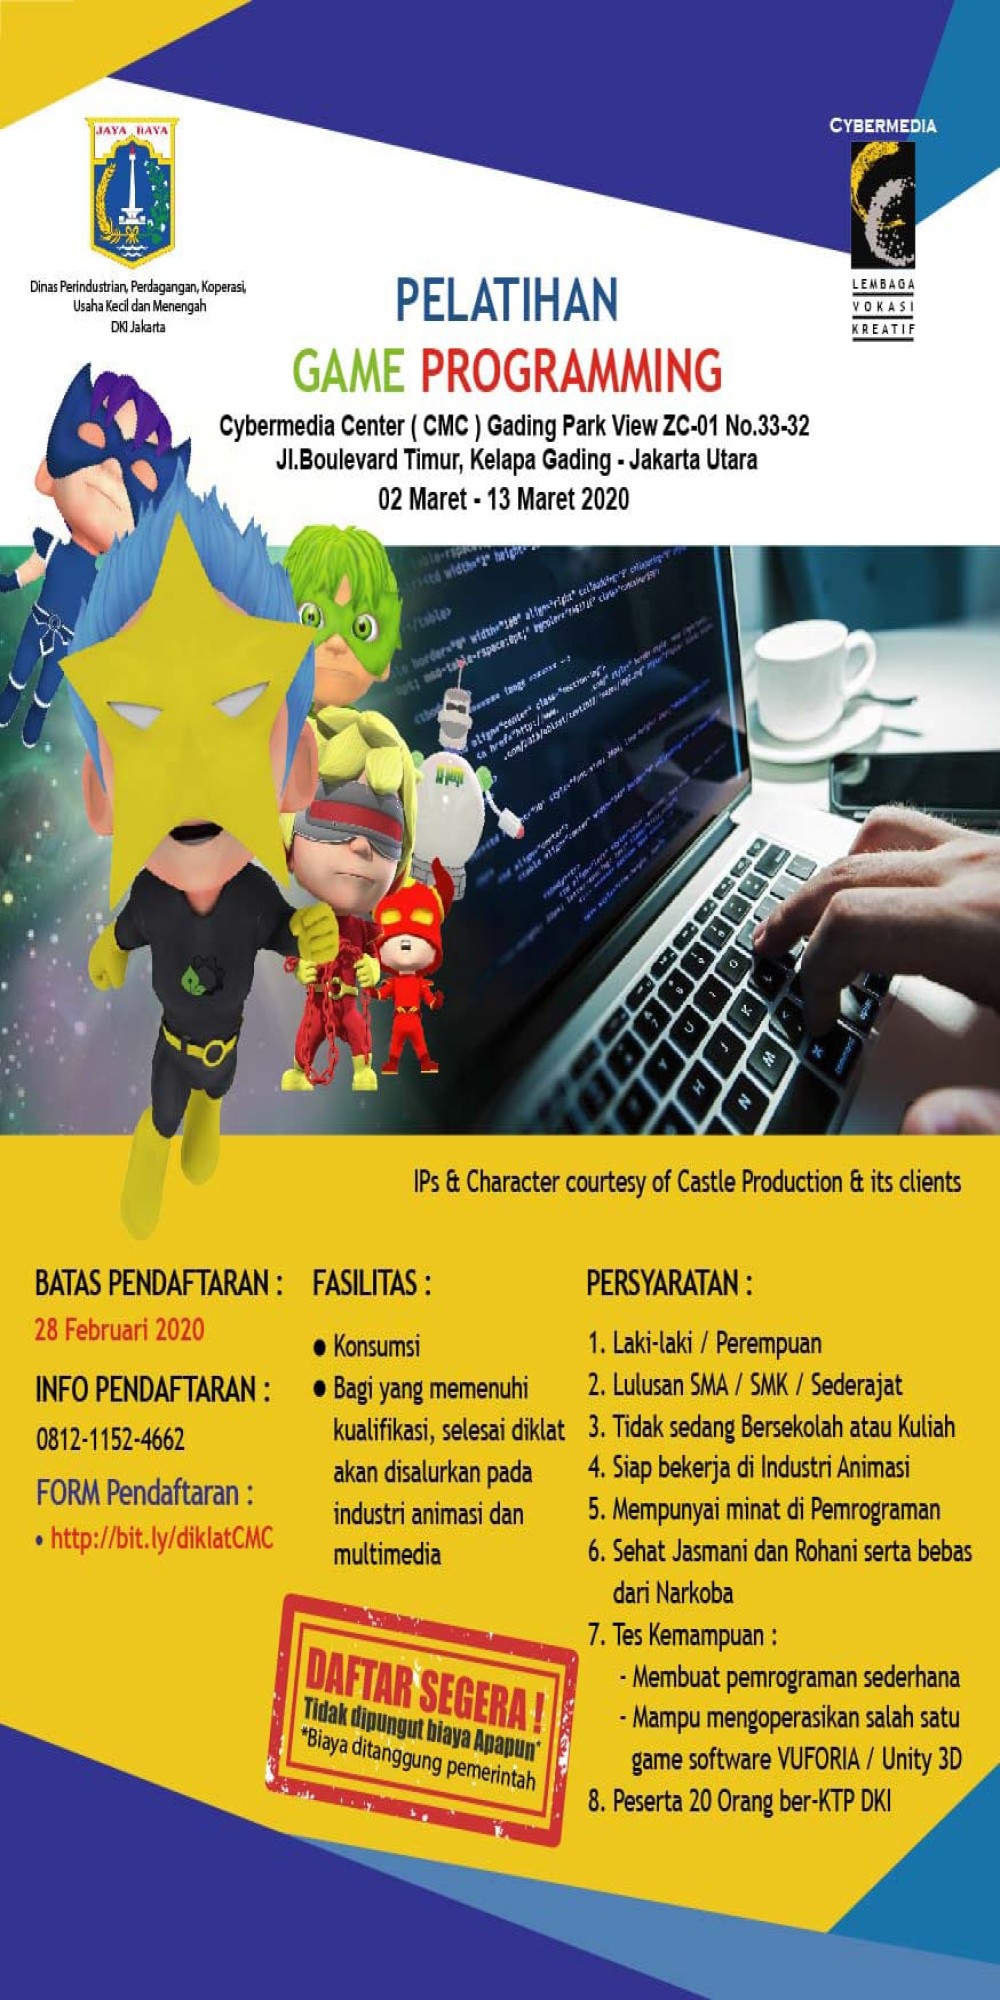 JAYA RAYA
Dinas Perindustrian, Perdagangan, Koperasi,
Usaha Kecil dan Menengah
DKI Jakarta
CYBERMEDIA
LEMBAGA
VOKASI
KREATIF
PELATIHAN
GAME PROGRAMMING
Cybermedia Center ( CMC ) Gading Park View ZC-01 No.33-32
Jl.Boulevard Timur, Kelapa Gading - Jakarta Utara
02 Maret - 13 Maret 2020
IPs & Character courtesy of Castle Production & its clients
BATAS PENDAFTARAN :
28 Februari 2020
INFO PENDAFTARAN :
0812-1152-4662
FORM Pendaftaran :
• http://bit.ly/diklatCMC
FASILITAS :
● Konsumsi
● Bagi yang memenuhi
kualifikasi, selesai diklat
akan disalurkan pada
industri animasi dan
multimedia
PERSYARATAN :
1. Laki-laki / Perempuan
2. Lulusan SMA / SMK / Sederajat
3. Tidak sedang Bersekolah atau Kuliah
4. Siap bekerja di Industri Animasi
5. Mempunyai minat di Pemrograman
6. Sehat Jasmani dan Rohani serta bebas
dari Narkoba
7. Tes Kemampuan :
- Membuat pemrograman sederhana
- Mampu mengoperasikan salah satu
game software VUFORIA / Unity 3D
8. Peserta 20 Orang ber-KTP DKI
DAFTAR SEGERA !
Tidak dipungut biaya Apapun*
*Biaya ditanggung pemerintah